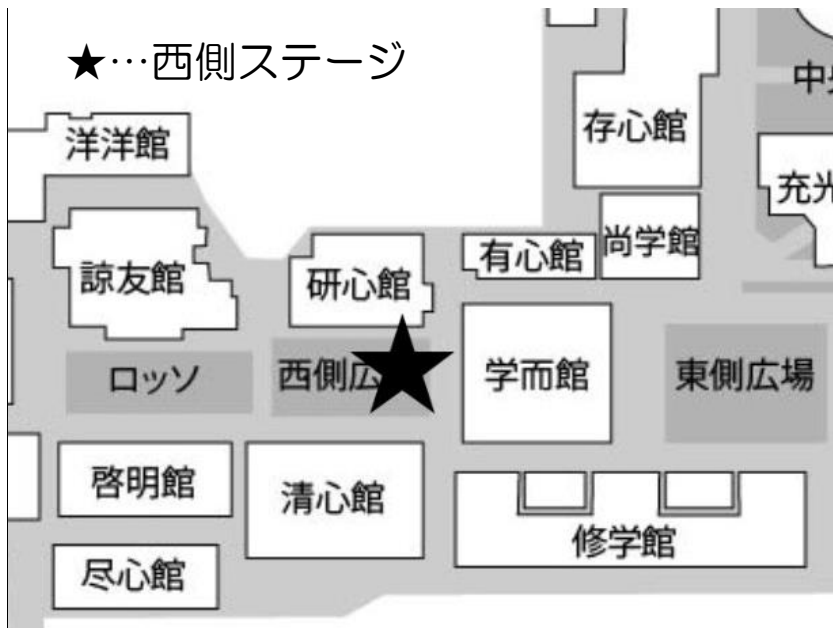 ★…西側ステージ
中央
存心館
洋洋館
充光
尚学館
有心館
諒友館
研心館
ロッソ
西側広
学而館
東側広場
啓明館
清心館
修学館
尽心館